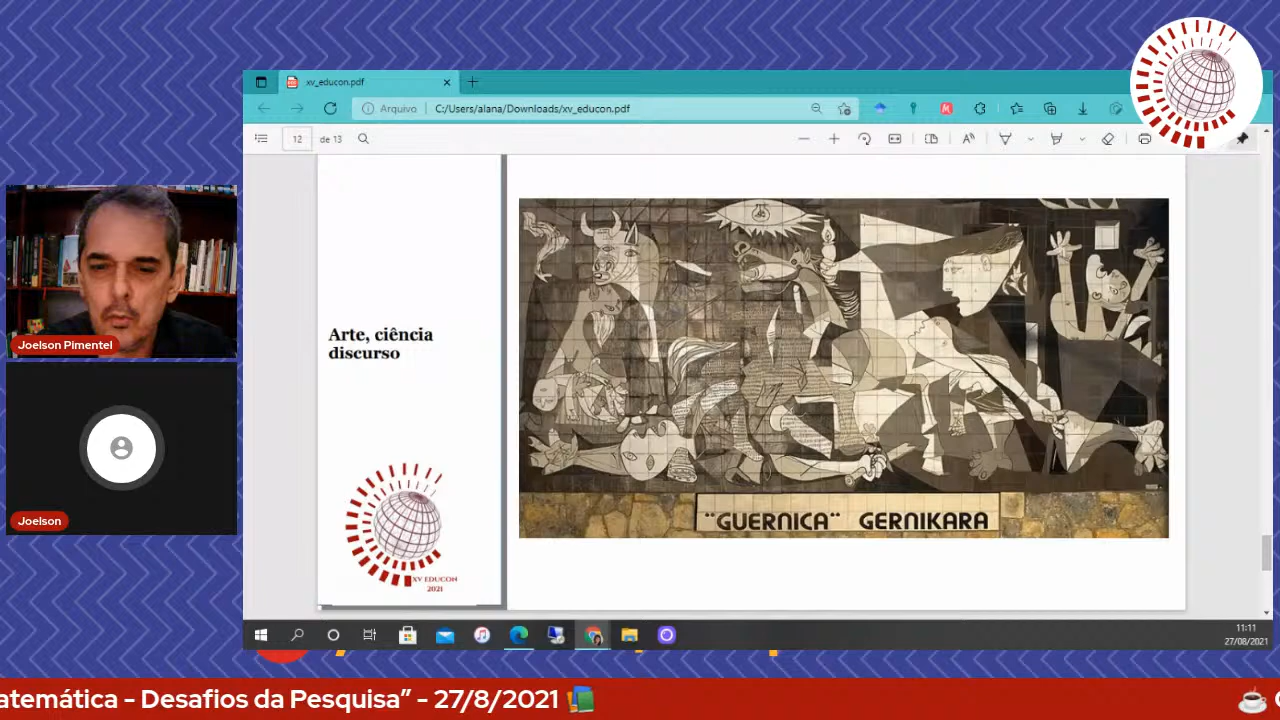 xv_educon.pdf
Arquivo
C:/Users/alana/Downloads/xv_educon.pdf
12
de 13
Arte, ciência
discurso
XV EDUCON
2021
"GUERNICA" GERNIKARA
Joelson Pimentel
Joelson
11:11
27/08/2021
atemática - Desafios da Pesquisa” - 27/8/2021